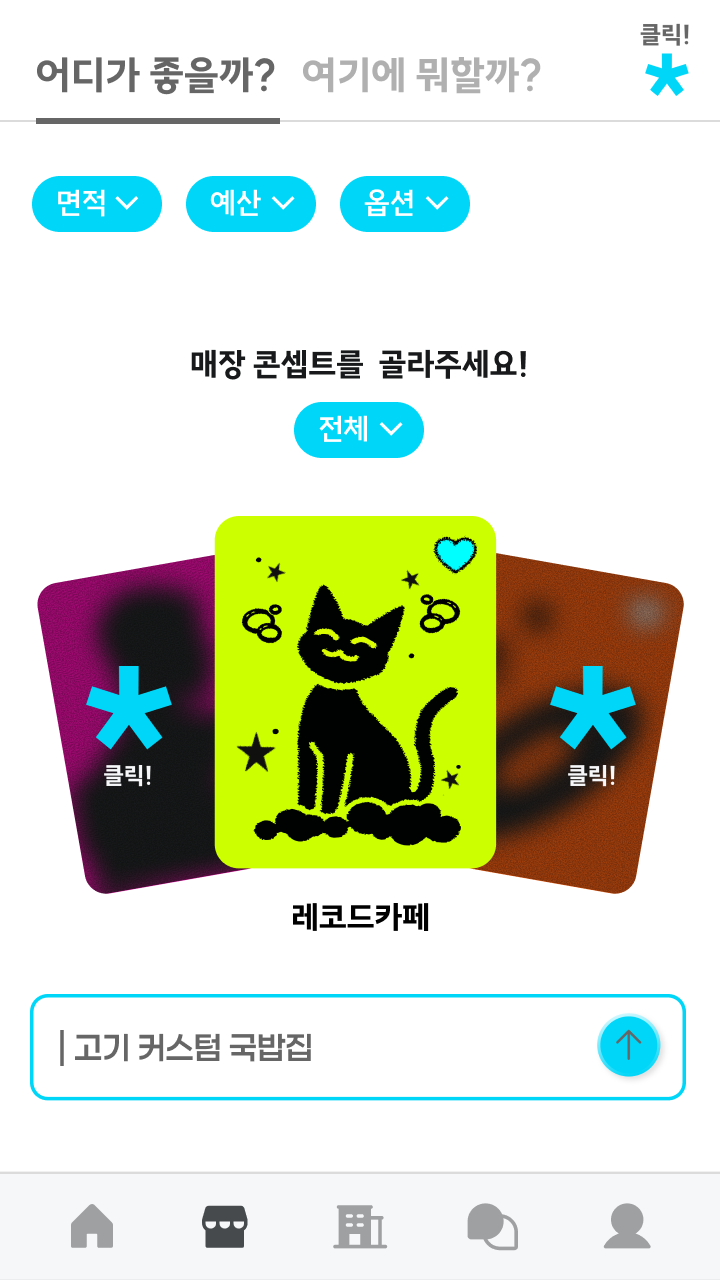 클릭!
어디가 좋을까? 여기에 뭐할까?
면적 예산 옵션
매장 콘셉트를 골라주세요!
전체
클릭! 클릭!
레코드카페
고기 커스텀 국밥집